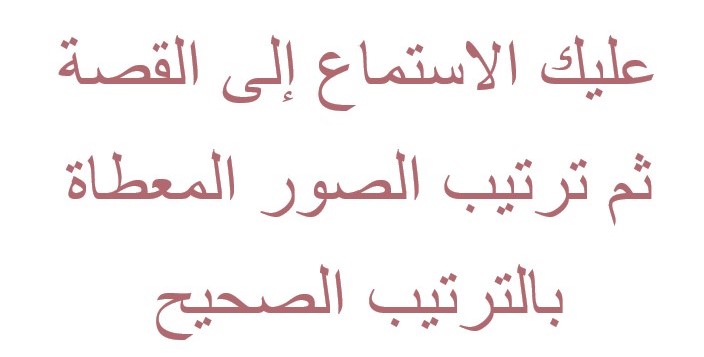 عليك الاستماع إلى القصة
ثم ترتيب الصور المعطاة
بالترتيب الصحيح